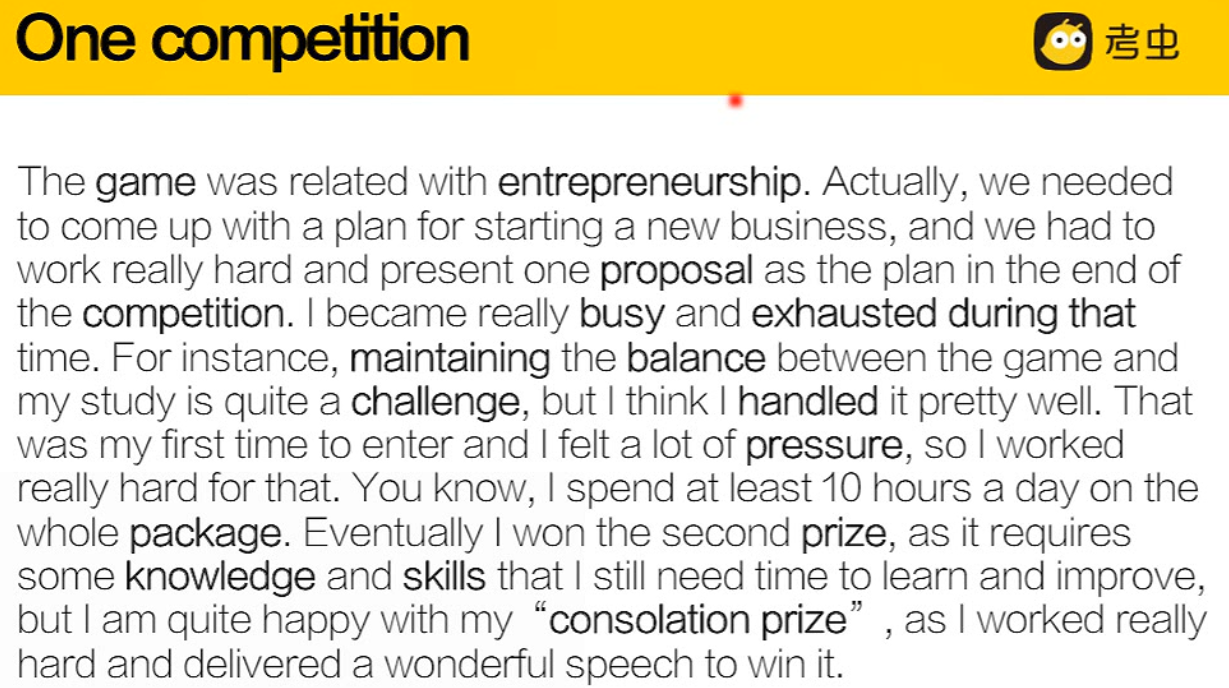 One competition
考虫
The game was related with entrepreneurship. Actually, we needed
to come up with a plan for starting a new business, and we had to
work really hard and present one proposal as the plan in the end of
the competition. I became really busy and exhausted during that
time. For instance, maintaining the balance between the game and
my study is quite a challenge, but I think I handled it pretty well. That
was my first time to enter and I felt a lot of pressure, so I worked
really hard for that. You know, I spend at least 10 hours a day on the
whole package. Eventually I won the second prize, as it requires
some knowledge and skills that I still need time to learn and improve,
but I am quite happy with my “consolation prize” , as I worked really
hard and delivered a wonderful speech to win it.